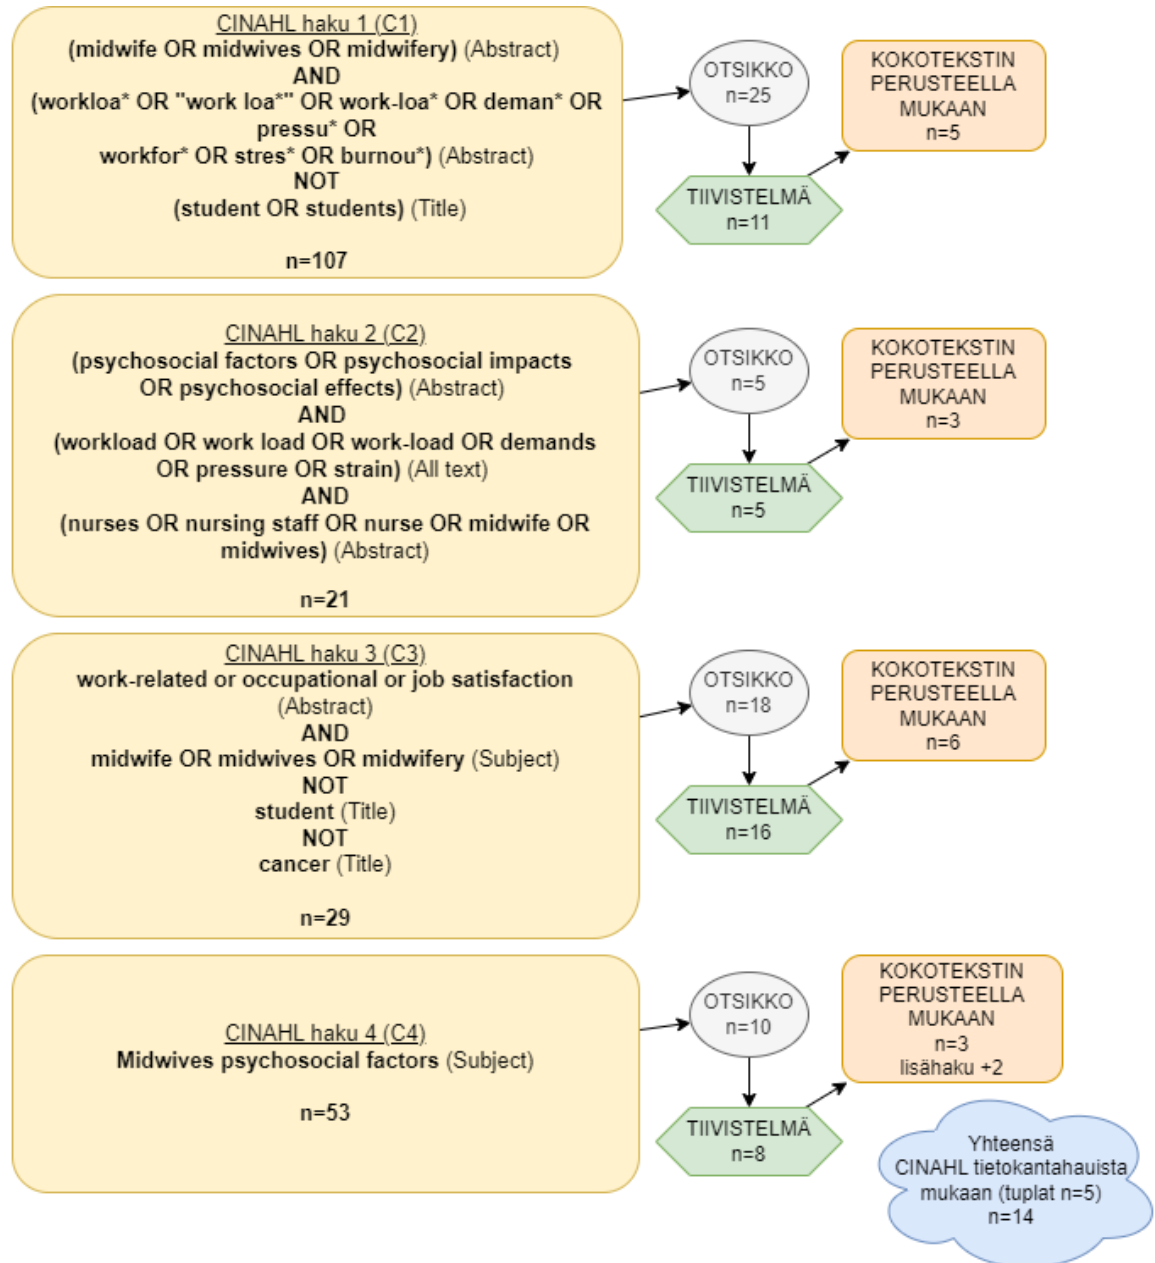 CINAHL haku 1 (C1)
(midwife OR midwives OR midwifery) (Abstract)
AND
(workloa* OR "work loa*" OR work-loa* OR deman* OR
pressu* OR
workfor* OR stres* OR burnou*) (Abstract)
NOT
(student OR students) (Title)
n=107
OTSIKKO
n=25
TIIVISTELMÄ
n=11
KOKOTEKSTIN
PERUSTEELLA
MUKAAN
n=5
CINAHL haku 2 (C2)
(psychosocial factors OR psychosocial impacts
OR psychosocial effects) (Abstract)
AND
(workload OR work load OR work-load OR demands
OR pressure OR strain) (All text)
AND
(nurses OR nursing staff OR nurse OR midwife OR
midwives) (Abstract)
n=21
OTSIKKO
n=5
TIIVISTELMÄ
n=5
KOKOTEKSTIN
PERUSTEELLA
MUKAAN
n=3
CINAHL haku 3 (C3)
work-related or occupational or job satisfaction
(Abstract)
AND
midwife OR midwives OR midwifery (Subject)
NOT
student (Title)
NOT
cancer (Title)
n=29
OTSIKKO
n=18
TIIVISTELMÄ
n=16
KOKOTEKSTIN
PERUSTEELLA
MUKAAN
n=6
CINAHL haku 4 (C4)
Midwives psychosocial factors (Subject)
n=53
OTSIKKO
n=10
TIIVISTELMÄ
n=8
KOKOTEKSTIN
PERUSTEELLA
MUKAAN
n=3
lisähaku +2
Yhteensä
CINAHL tietokantahauista
mukaan (tuplat n=5)
n=14